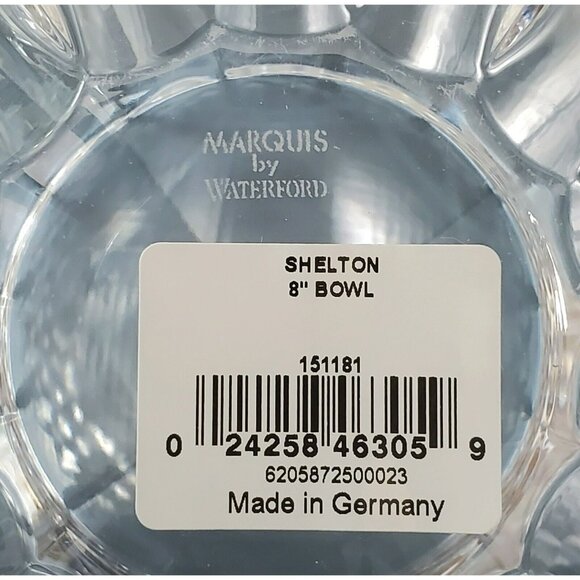 MARQUIS
by
WATERFORD
SHELTON
8" BOWL
151181
0 24258 46305 9
6205872500023
Made in Germany